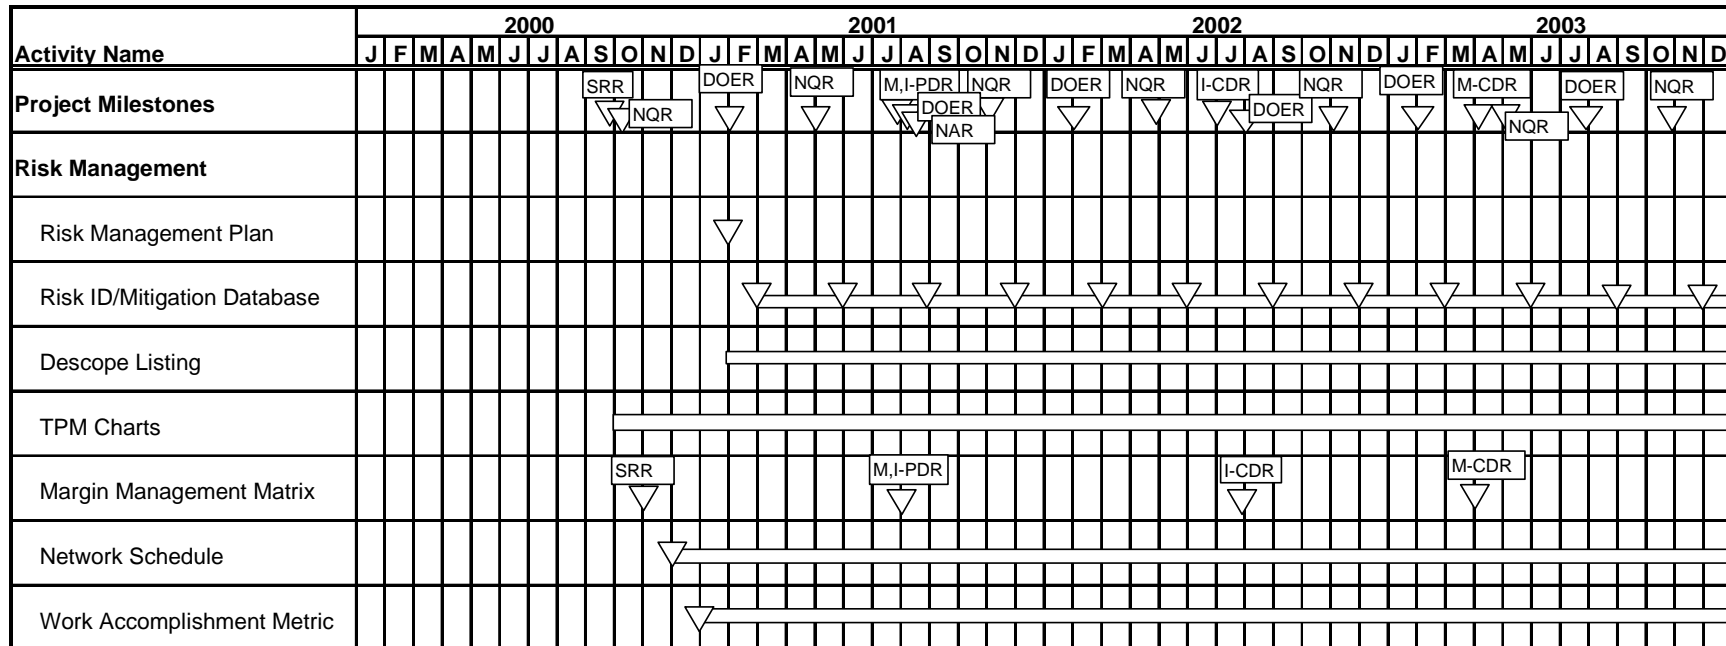 2000 2001 2002 2003
Activity Name J F M A M J J A S O N D J F M A M J J A S O N D J F M A M J J A S O N D J F M A M J J A S O N D
SRR DOER NQR M,I-PDR NQR DOER NQR I-CDR NQR DOER M-CDR DOER NQR
Project Milestones NQR DOER DOER
NAR NQR
Risk Management
Risk Management Plan
Risk ID/Mitigation Database
Descope Listing
TPM Charts
SRR M,I-PDR I-CDR M-CDR
Margin Management Matrix
Network Schedule
Work Accomplishment Metric